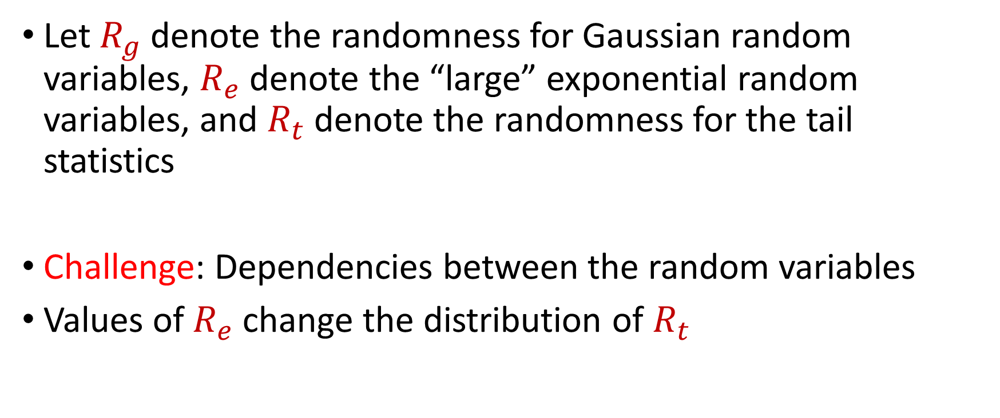 • Let R_g denote the randomness for Gaussian random
variables, R_e denote the “large” exponential random
variables, and R_t denote the randomness for the tail
statistics
• Challenge: Dependencies between the random variables
• Values of R_e change the distribution of R_t